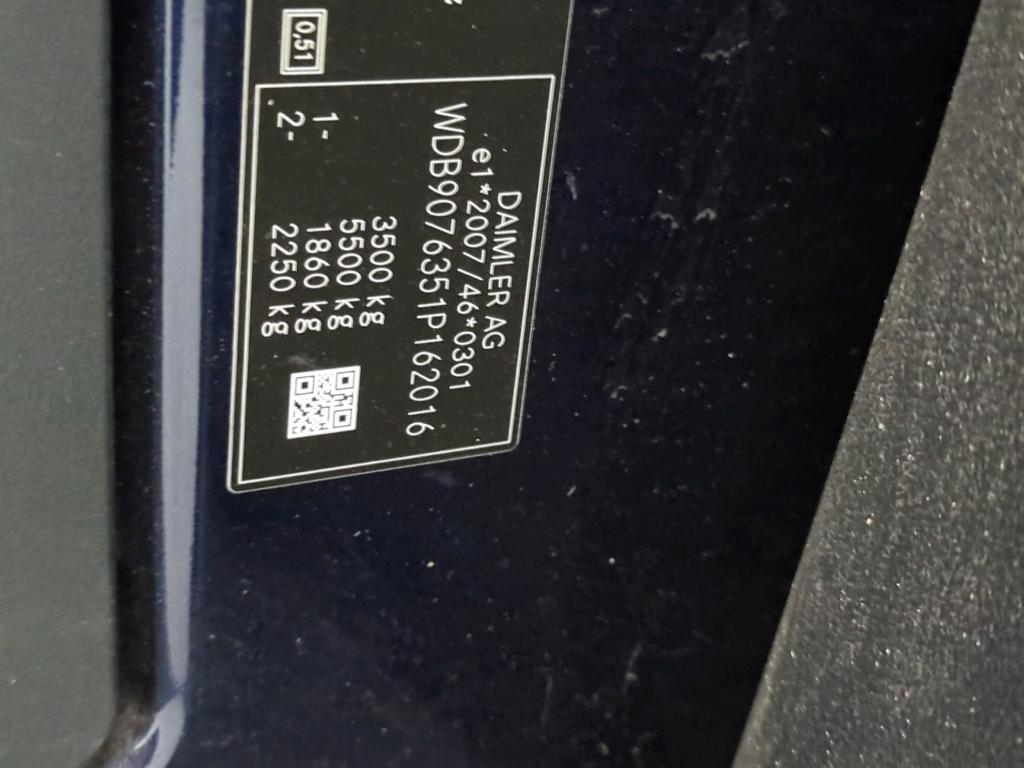 DAIMLER AG
e1*2007/46*0301
WDB9076351P162016
3500 kg
5500 kg
1- 1860 kg
2- 2250 kg
0,51